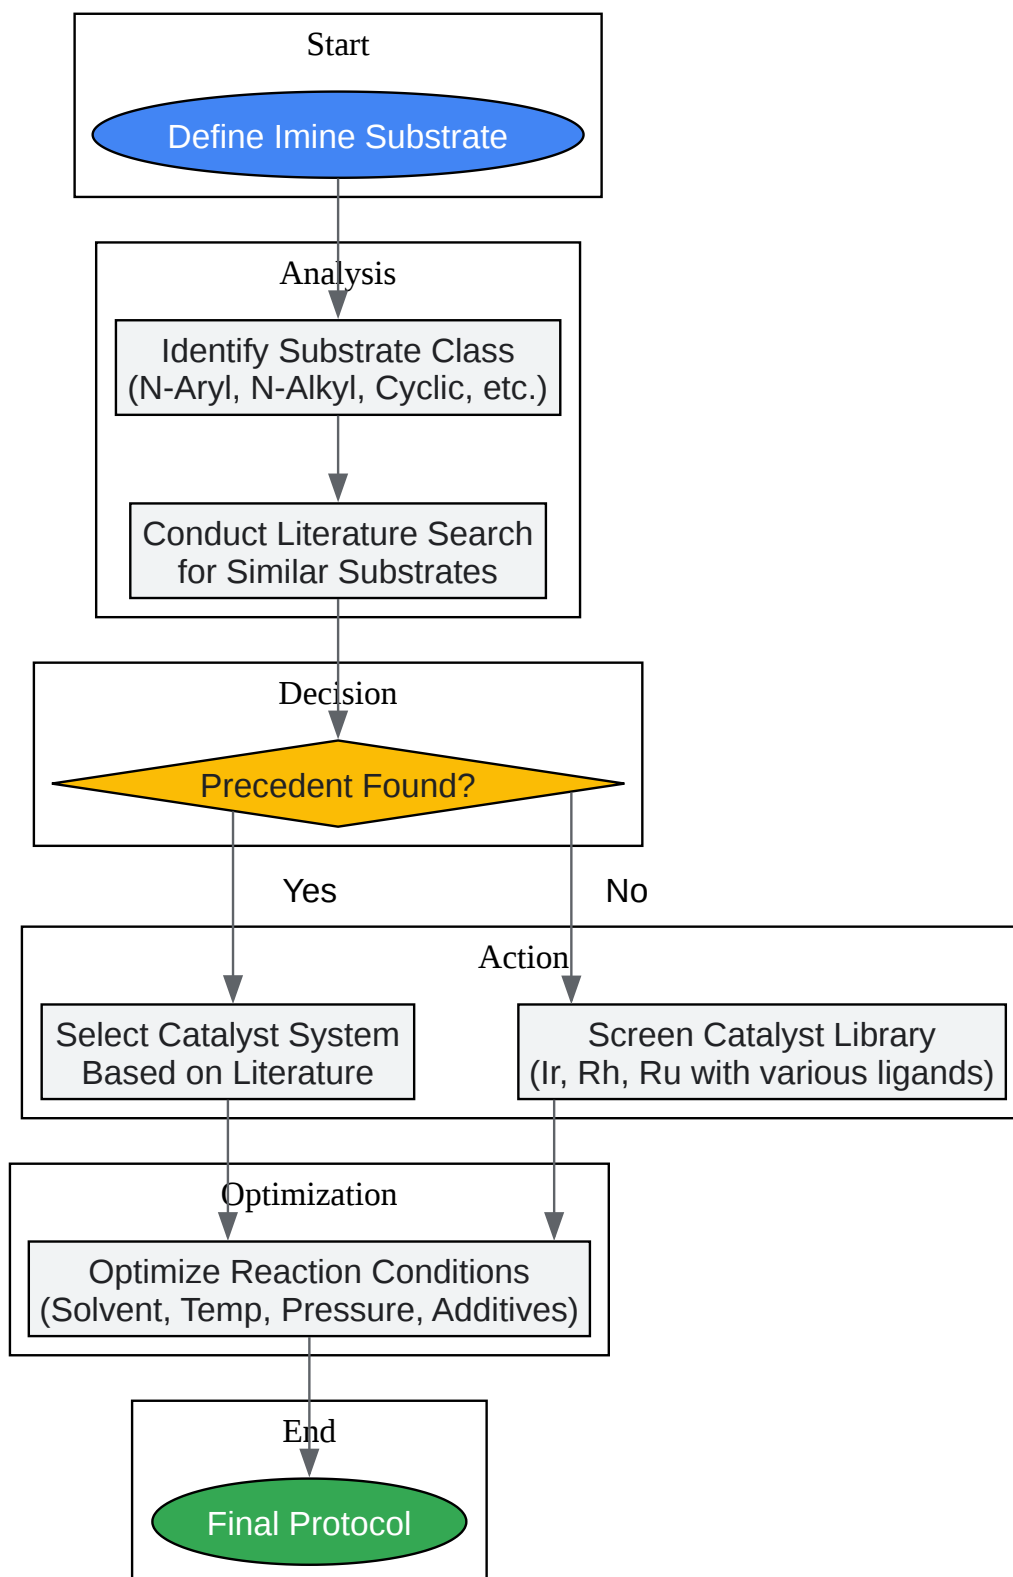 Start
Define Imine Substrate
Analysis
Identify Substrate Class
(N-Aryl, N-Alkyl, Cyclic, etc.)
Conduct Literature Search
for Similar Substrates
Decision
Precedent Found?
Yes
No
Action
Select Catalyst System
Based on Literature
Screen Catalyst Library
(Ir, Rh, Ru with various ligands)
Optimization
Optimize Reaction Conditions
(Solvent, Temp, Pressure, Additives)
End
Final Protocol